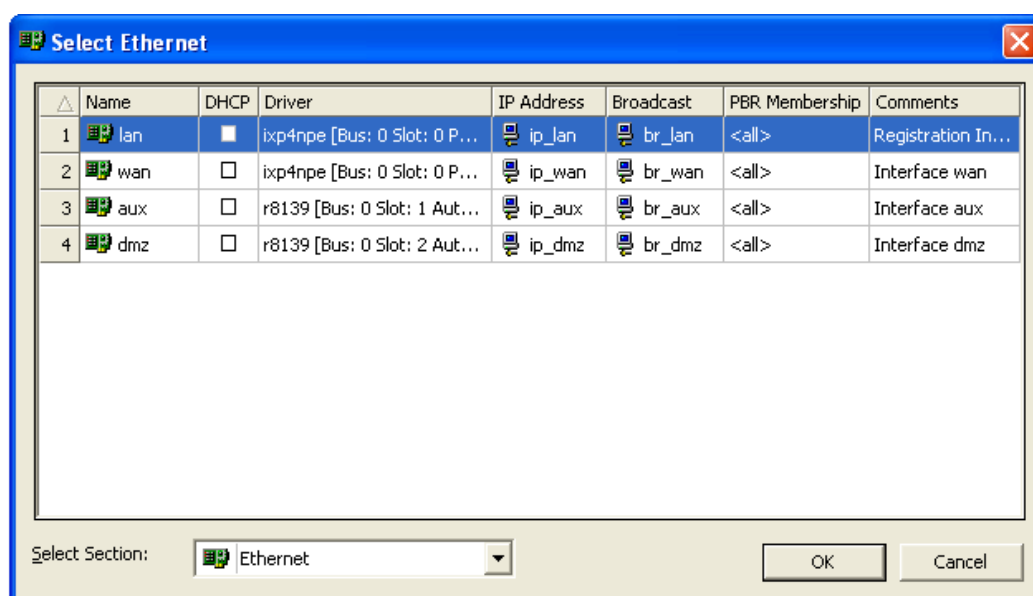 Select Ethernet
Name DHCP Driver IP Address Broadcast PBR Membership Comments
1 lan ixp4npe [Bus: 0 Slot: 0 P... ip_lan br_lan <all> Registration In...
2 wan ixp4npe [Bus: 0 Slot: 0 P... ip_wan br_wan <all> Interface wan
3 aux r8139 [Bus: 0 Slot: 1 Aut... ip_aux br_aux <all> Interface aux
4 dmz r8139 [Bus: 0 Slot: 2 Aut... ip_dmz br_dmz <all> Interface dmz
Select Section: Ethernet OK Cancel